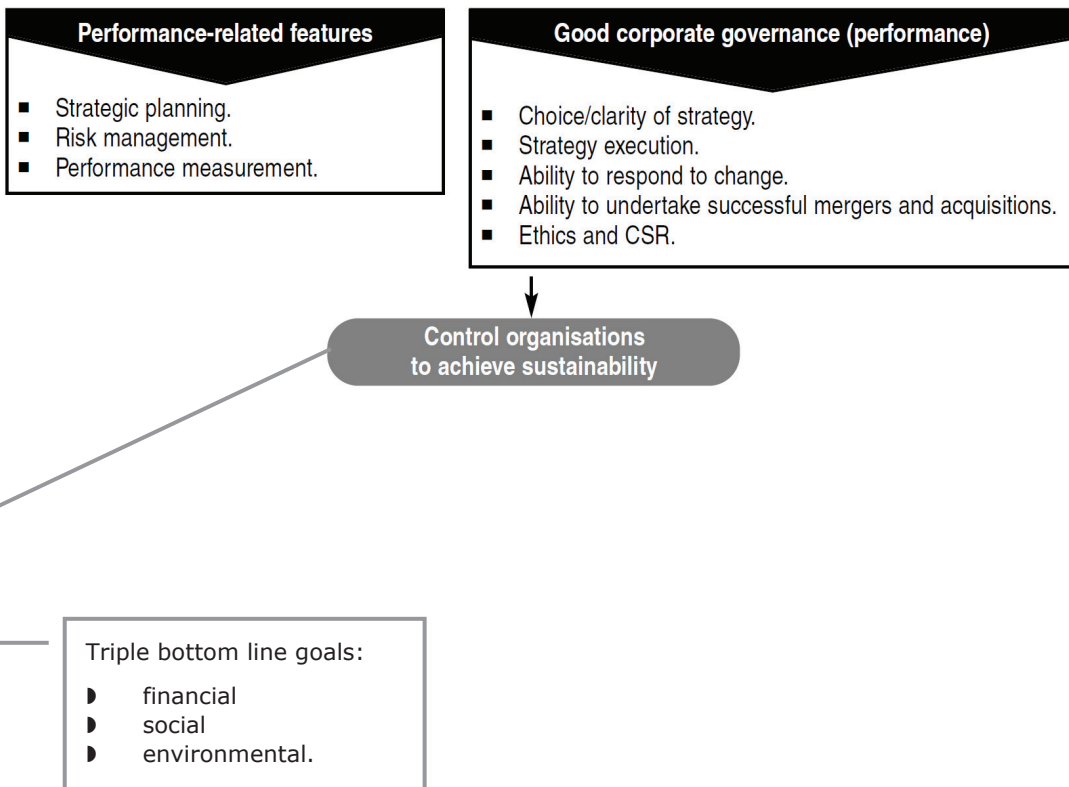 Performance-related features
■ Strategic planning.
■ Risk management.
■ Performance measurement.
Good corporate governance (performance)
■ Choice/clarity of strategy.
■ Strategy execution.
■ Ability to respond to change.
■ Ability to undertake successful mergers and acquisitions.
■ Ethics and CSR.
Control organisations
to achieve sustainability
Triple bottom line goals:
◗ financial
◗ social
◗ environmental.